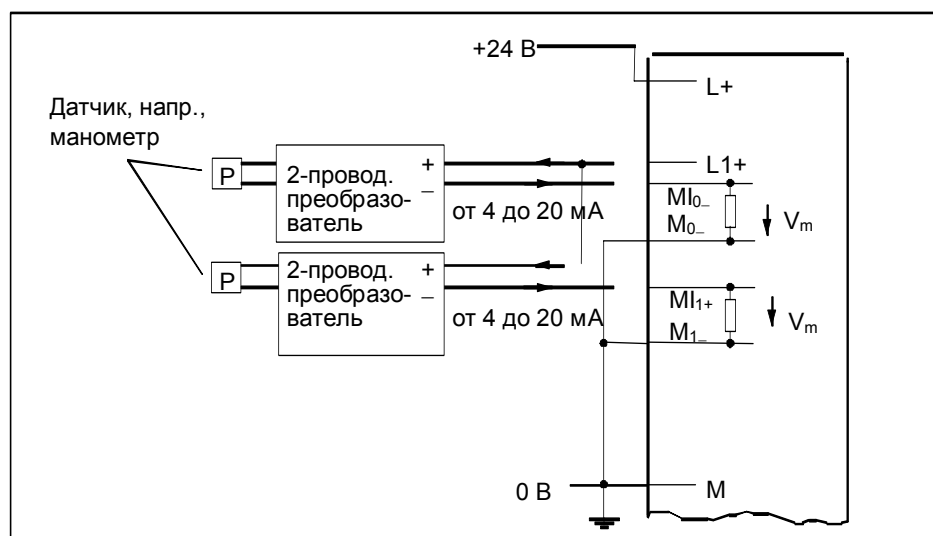 +24 В
L+
Датчик, напр.,
манометр
L1+
P
2-провод.
преобразо-
ватель
+
_
от 4 до 20 мА
MI0_
M0_
Vm
P
2-провод.
преобразо-
ватель
+
_
от 4 до 20 мА
MI1+
M1_
Vm
0 В
M